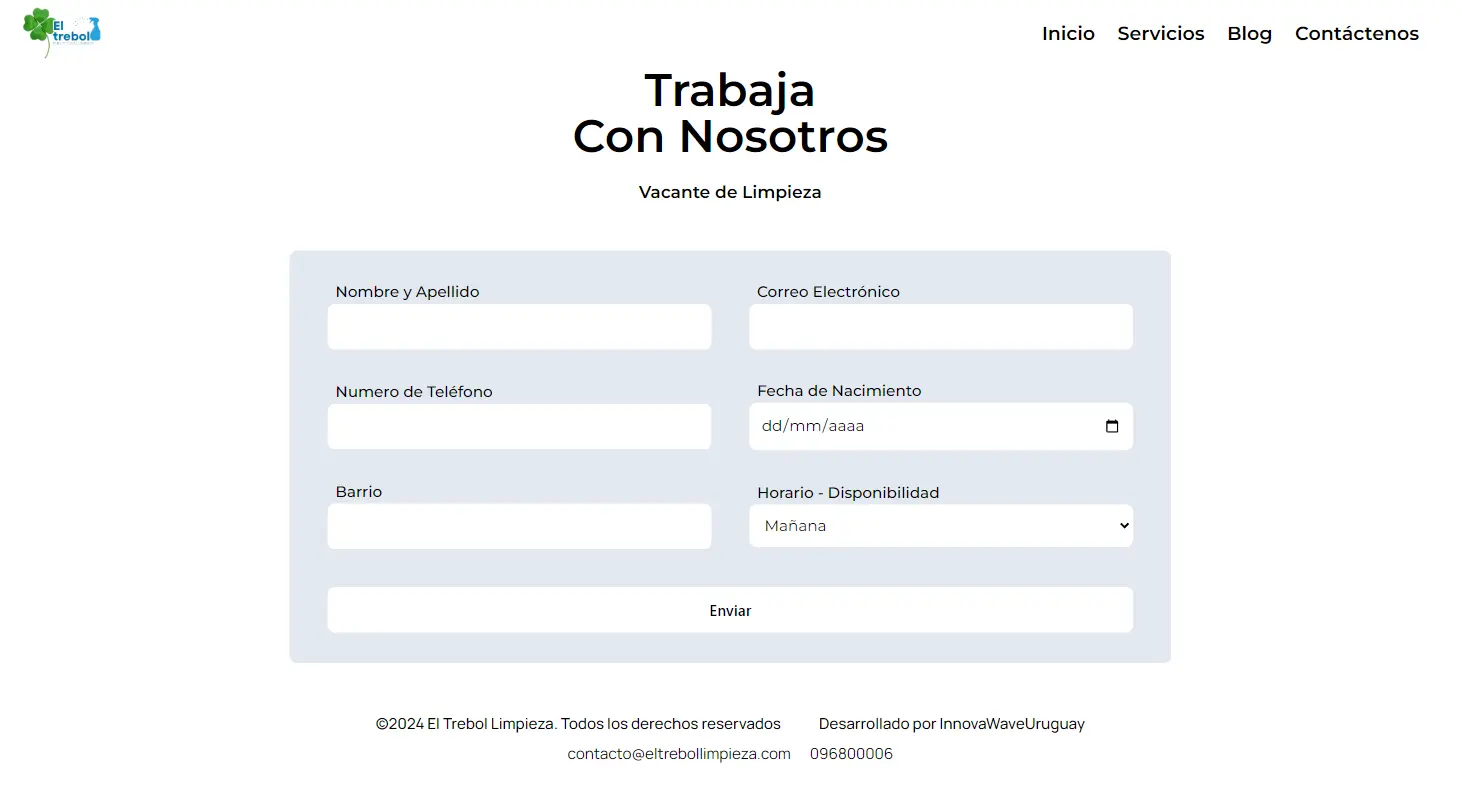 El
trebol
Inicio Servicios Blog Contáctenos
Trabaja
Con Nosotros
Vacante de Limpieza
Nombre y Apellido Correo Electrónico
Numero de Teléfono Fecha de Nacimiento
dd/mm/aaaa
Barrio Horario - Disponibilidad
Mañana
Enviar
©2024 El Trebol Limpieza. Todos los derechos reservados Desarrollado por InnovaWaveUruguay
contacto@eltrebollimpieza.com 096800006